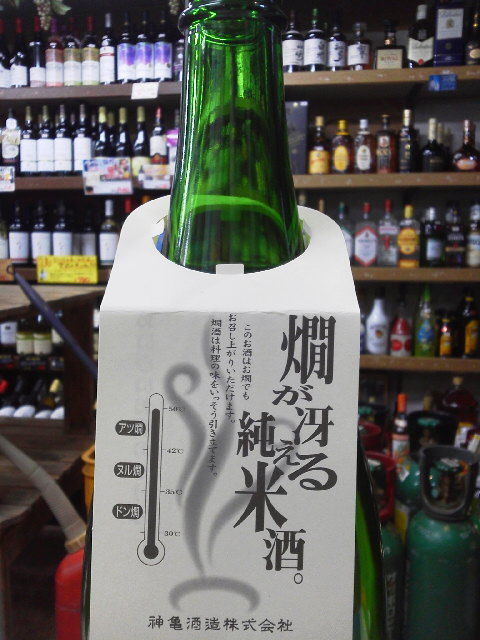 燗が冴える
純米酒。
このお酒はお燗でも
お召し上がりいただけます。
燗酒は料理の味をいっそう引き立てます。
50℃
アツ燗
42℃
ヌル燗
35℃
ドン燗
30℃
神亀酒造株式会社